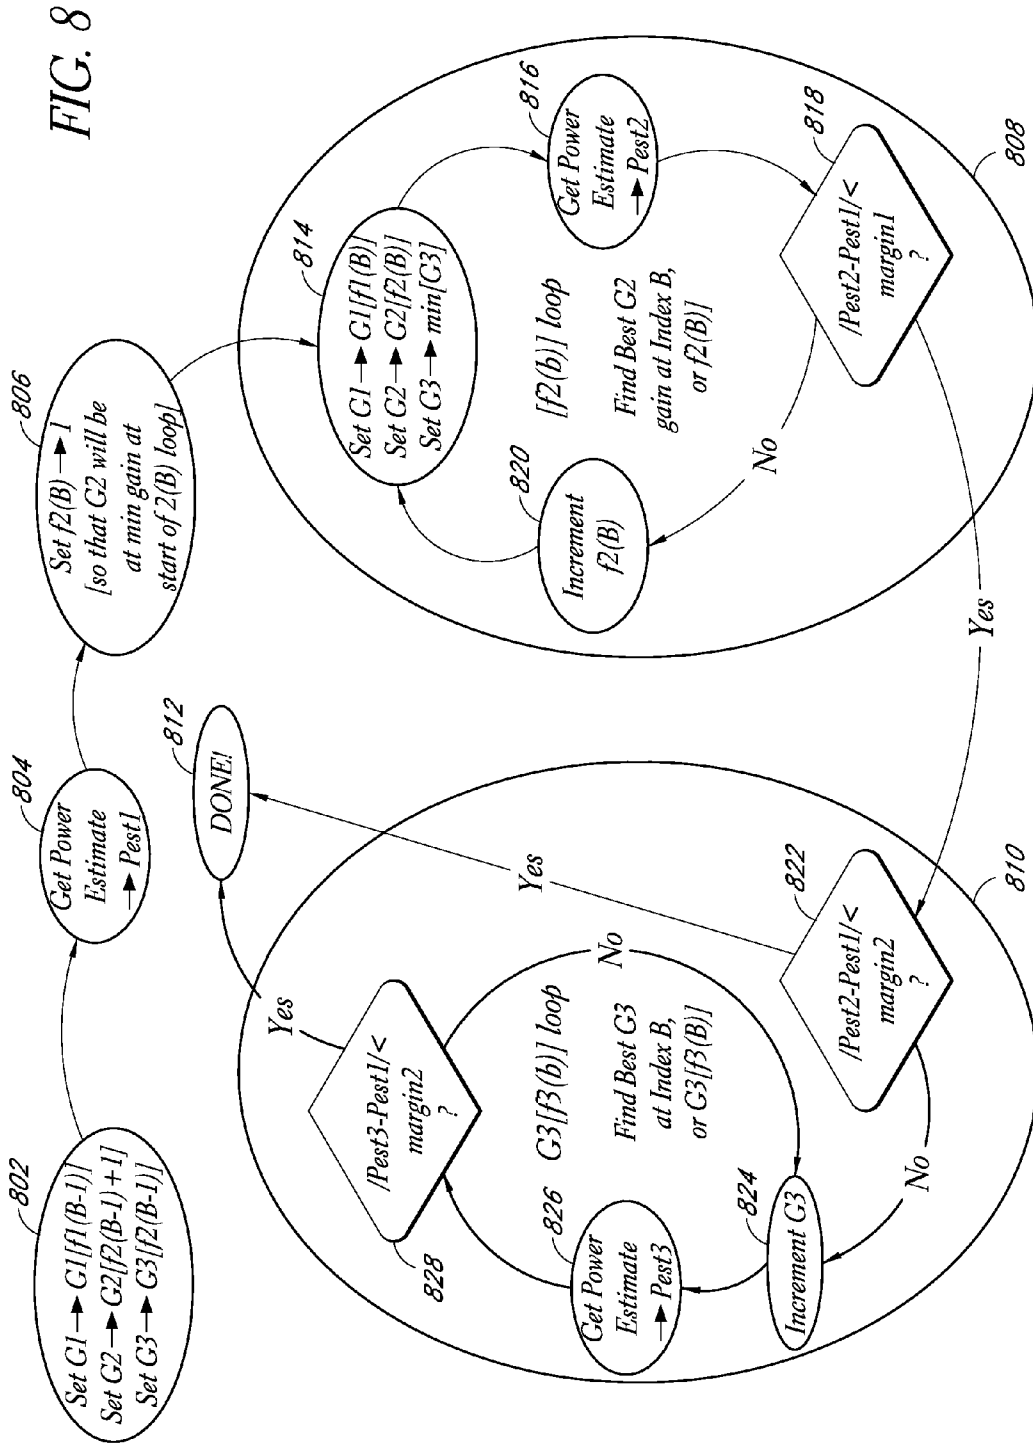 FIG. 8
802
Set G1 → G1[f1(B-1)]
Set G2 → G2[f2(B-1)+1]
Set G3 → G3[f2(B-1)]
804
Get Power
Estimate
→ Pest1
806
Set f2(B) → 1
[so that G2 will be
at min gain at
start of 2(B) loop[
812
DONE!
814
Set G1 → G1[f1(B)]
Set G2 → G2[f2(B)]
Set G3 → min[G3]
816
Get Power
Estimate
→ Pest2
818
/Pest2-Pest1/<
margin1
?
No
820
Increment
f2(B)
[f2(b)] loop
Find Best G2
gain at Index B,
or f2(B)]
808
Yes
822
/Pest2-Pest1/<
margin2
?
Yes
No
824
Increment G3
826
Get Power
Estimate
→ Pest3
828
/Pest3-Pest1/<
margin2
?
Yes
No
G3[f3(b)] loop
Find Best G3
at Index B,
or G3[f3(B)]
810